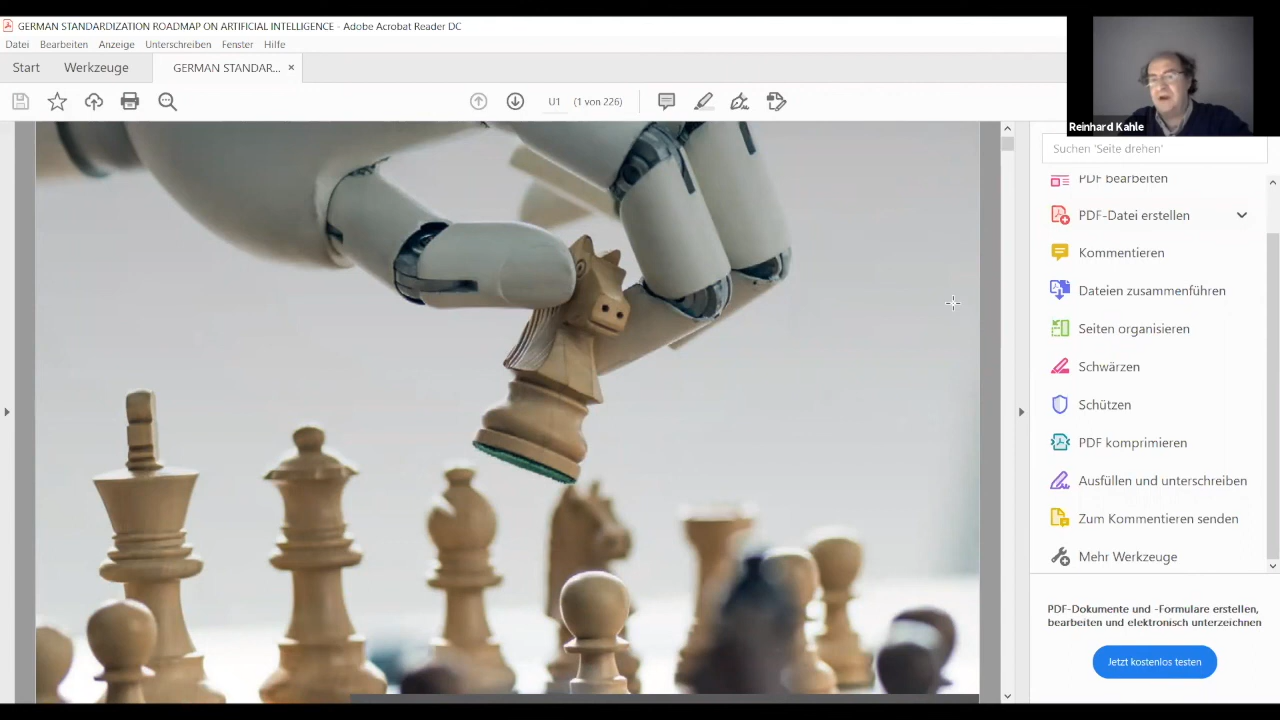 GERMAN STANDARDIZATION ROADMAP ON ARTIFICIAL INTELLIGENCE - Adobe Acrobat Reader DC
Datei Bearbeiten Anzeige Unterschreiben Fenster Hilfe
Start Werkzeuge GERMAN STANDAR... ×
U1 (1 von 226)
Reinhard Kahle
Suchen 'Seite drehen'
PDF bearbeiten
PDF-Datei erstellen
Kommentieren
Dateien zusammenführen
Seiten organisieren
Schwärzen
Schützen
PDF komprimieren
Ausfüllen und unterschreiben
Zum Kommentieren senden
Mehr Werkzeuge
PDF-Dokumente und -Formulare erstellen,
bearbeiten und elektronisch unterzeichnen
Jetzt kostenlos testen